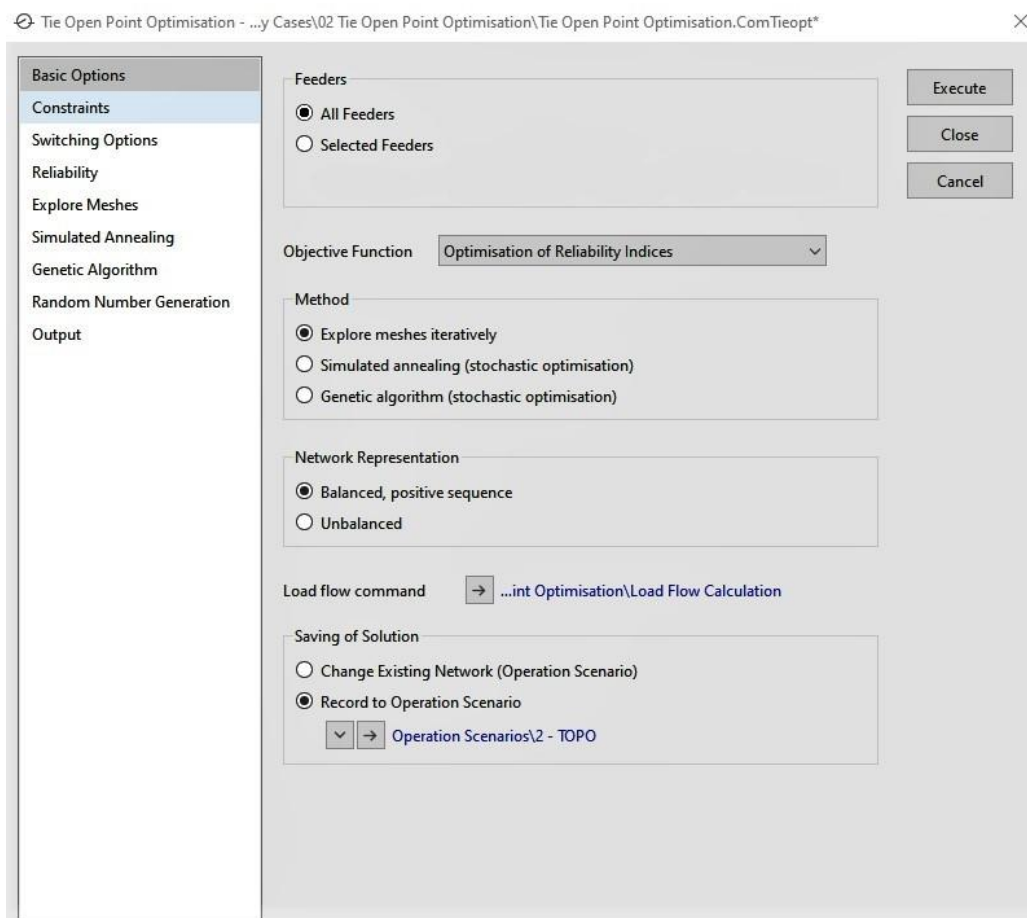 Tie Open Point Optimisation - ...y Cases\02 Tie Open Point Optimisation\Tie Open Point Optimisation.ComTieopt*
Basic Options
Constraints
Switching Options
Reliability
Explore Meshes
Simulated Annealing
Genetic Algorithm
Random Number Generation
Output
Feeders
All Feeders
Selected Feeders
Execute
Close
Cancel
Objective Function Optimisation of Reliability Indices
Method
Explore meshes iteratively
Simulated annealing (stochastic optimisation)
Genetic algorithm (stochastic optimisation)
Network Representation
Balanced, positive sequence
Unbalanced
Load flow command ...int Optimisation\Load Flow Calculation
Saving of Solution
Change Existing Network (Operation Scenario)
Record to Operation Scenario
Operation Scenarios\2 - TOPO